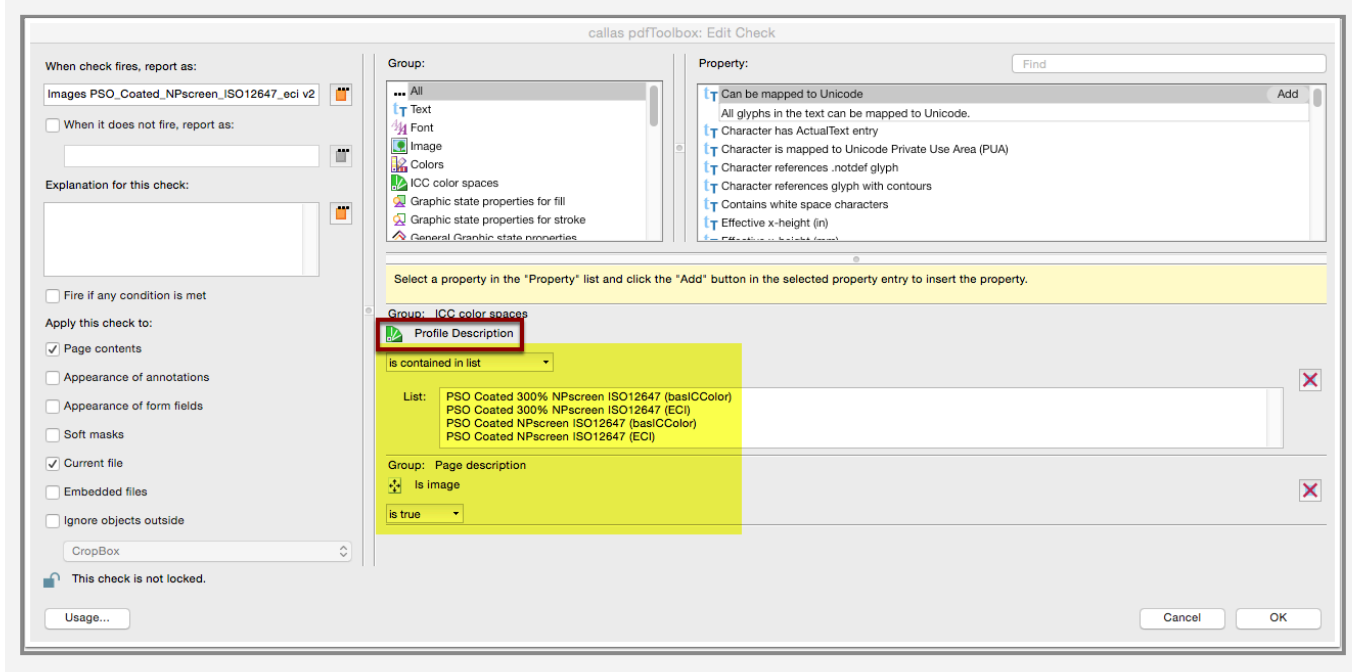 callas pdfToolbox: Edit Check
When check fires, report as:
Images PSO_Coated_NPscreen_ISO12647_eci v2
When it does not fire, report as:
Explanation for this check:
Fire if any condition is met
Apply this check to:
Page contents
Appearance of annotations
Appearance of form fields
Soft masks
Current file
Embedded files
Ignore objects outside
CropBox
This check is not locked.
Usage...
Group:
... All
Text
Font
Image
Colors
ICC color spaces
Graphic state properties for fill
Graphic state properties for stroke
General Graphic state properties
Property:
Find
Can be mapped to Unicode Add
All glyphs in the text can be mapped to Unicode.
Character has ActualText entry
Character is mapped to Unicode Private Use Area (PUA)
Character references .notdef glyph
Character references glyph with contours
Contains white space characters
Effective x-height (in)
Effective x-height (mm)
Select a property in the "Property" list and click the "Add" button in the selected property entry to insert the property.
Group: ICC color spaces
Profile Description
is contained in list
List: PSO Coated 300% NPscreen ISO12647 (basICColor)
PSO Coated 300% NPscreen ISO12647 (ECI)
PSO Coated NPscreen ISO12647 (basICColor)
PSO Coated NPscreen ISO12647 (ECI)
Group: Page description
Is image
is true
Cancel
OK